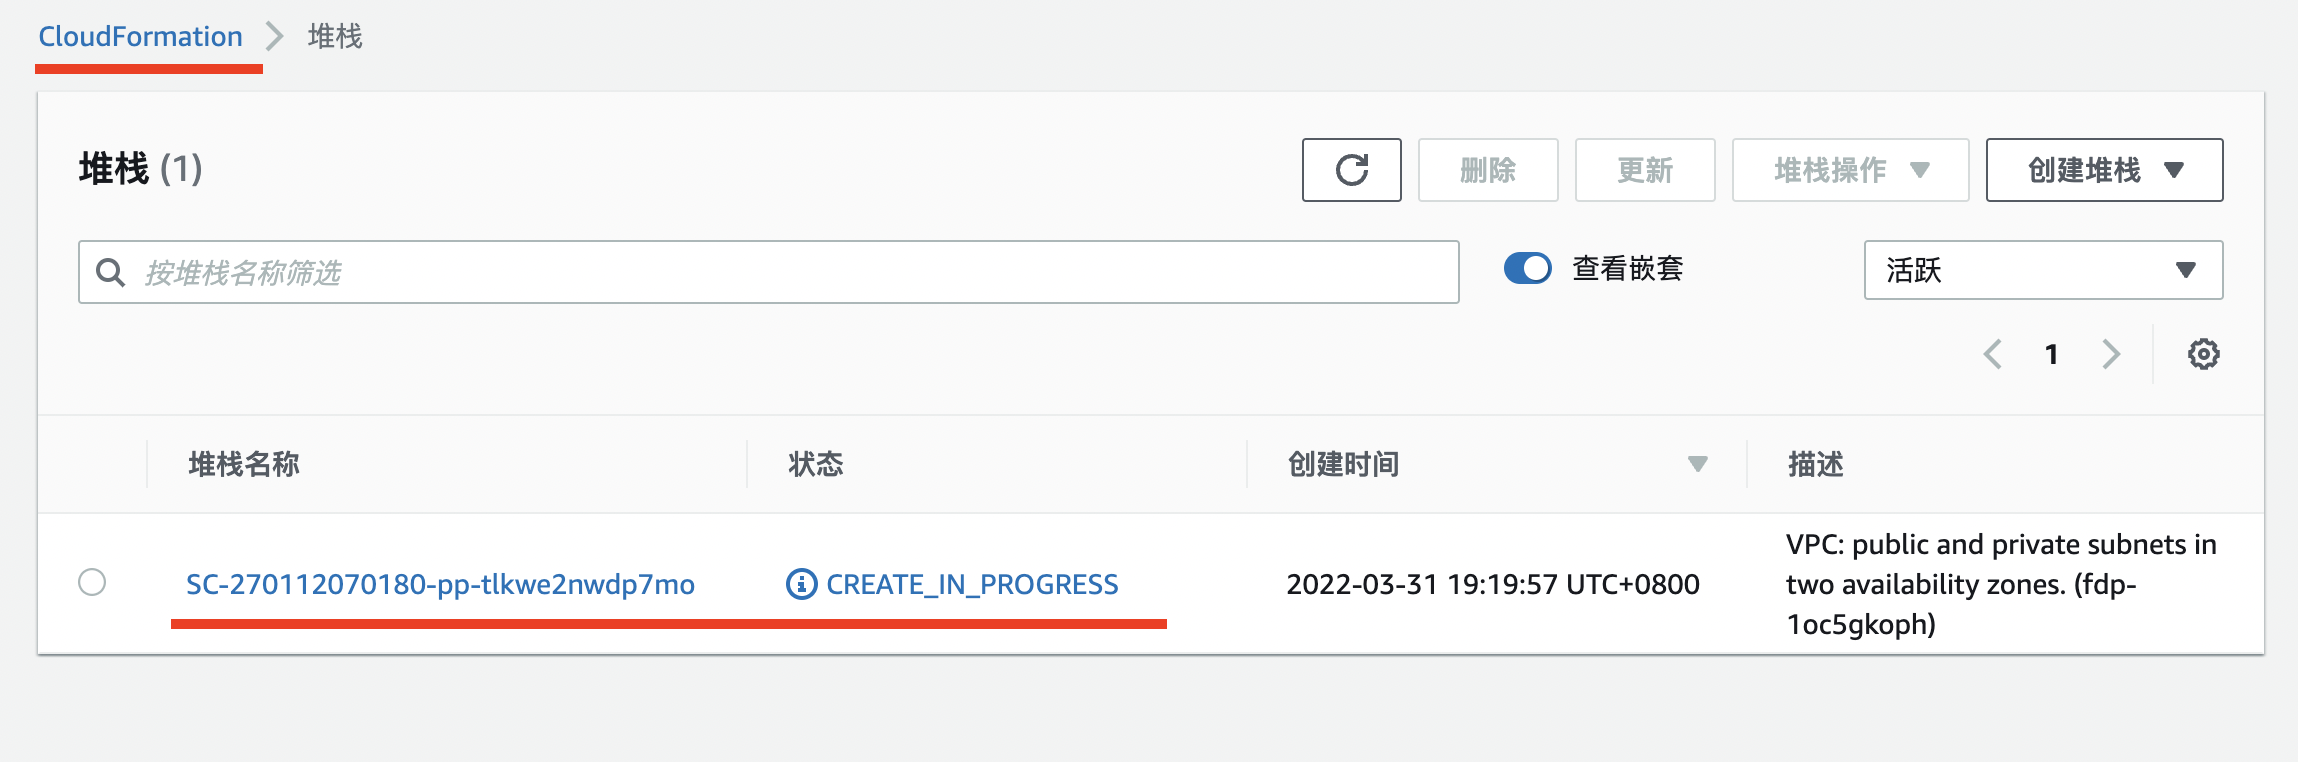 CloudFormation 堆栈
堆栈 (1)
删除 更新 堆栈操作 创建堆栈
按堆栈名称筛选 查看嵌套 活跃
1
堆栈名称 状态 创建时间 描述
SC-270112070180-pp-tlkwe2nwdp7mo CREATE_IN_PROGRESS 2022-03-31 19:19:57 UTC+0800 VPC: public and private subnets in
two availability zones. (fdp-
1oc5gkoph)